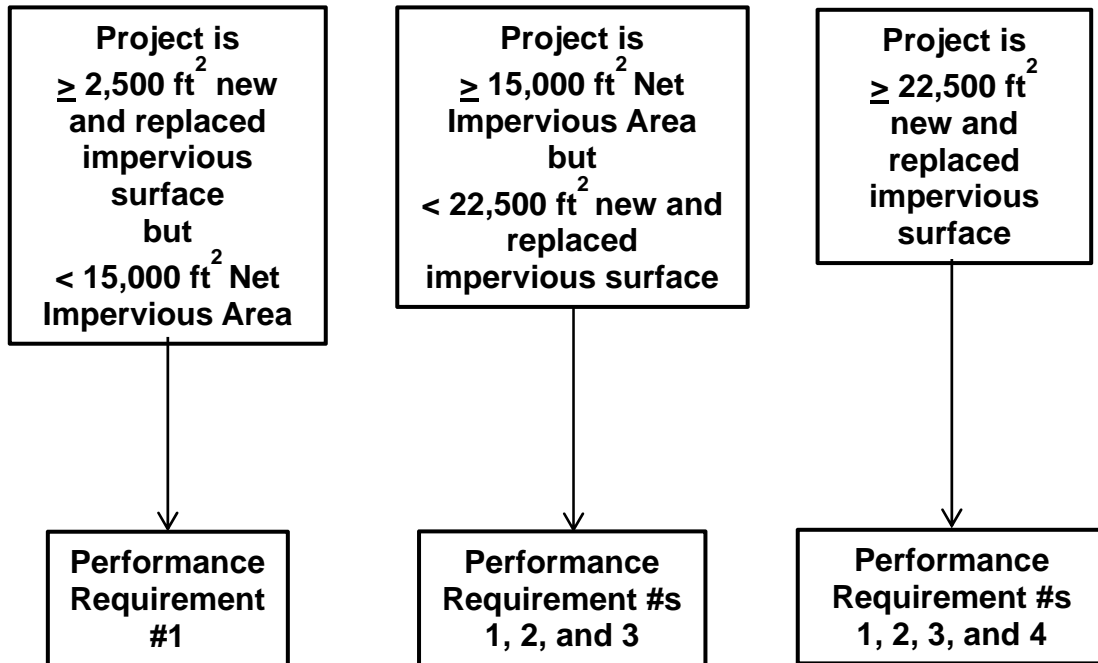 Project is
≥ 2,500 ft² new
and replaced
impervious
surface
but
< 15,000 ft² Net
Impervious Area
Project is
≥ 15,000 ft² Net
Impervious Area
but
< 22,500 ft² new and
replaced
impervious surface
Project is
≥ 22,500 ft²
new and
replaced
impervious
surface
Performance
Requirement
#1
Performance
Requirement #s
1, 2, and 3
Performance
Requirement #s
1, 2, 3, and 4